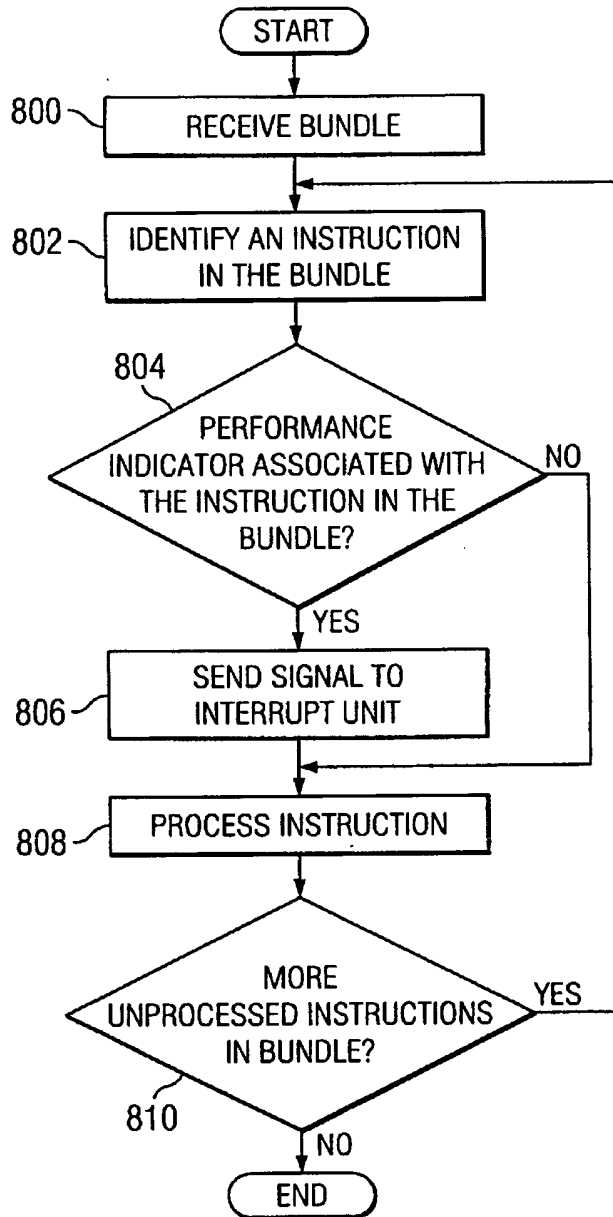 START
800
RECEIVE BUNDLE
802
IDENTIFY AN INSTRUCTION
IN THE BUNDLE
804
PERFORMANCE
INDICATOR ASSOCIATED WITH
THE INSTRUCTION IN THE
BUNDLE?
NO
YES
806
SEND SIGNAL TO
INTERRUPT UNIT
808
PROCESS INSTRUCTION
MORE
UNPROCESSED INSTRUCTIONS
IN BUNDLE?
YES
810
NO
END